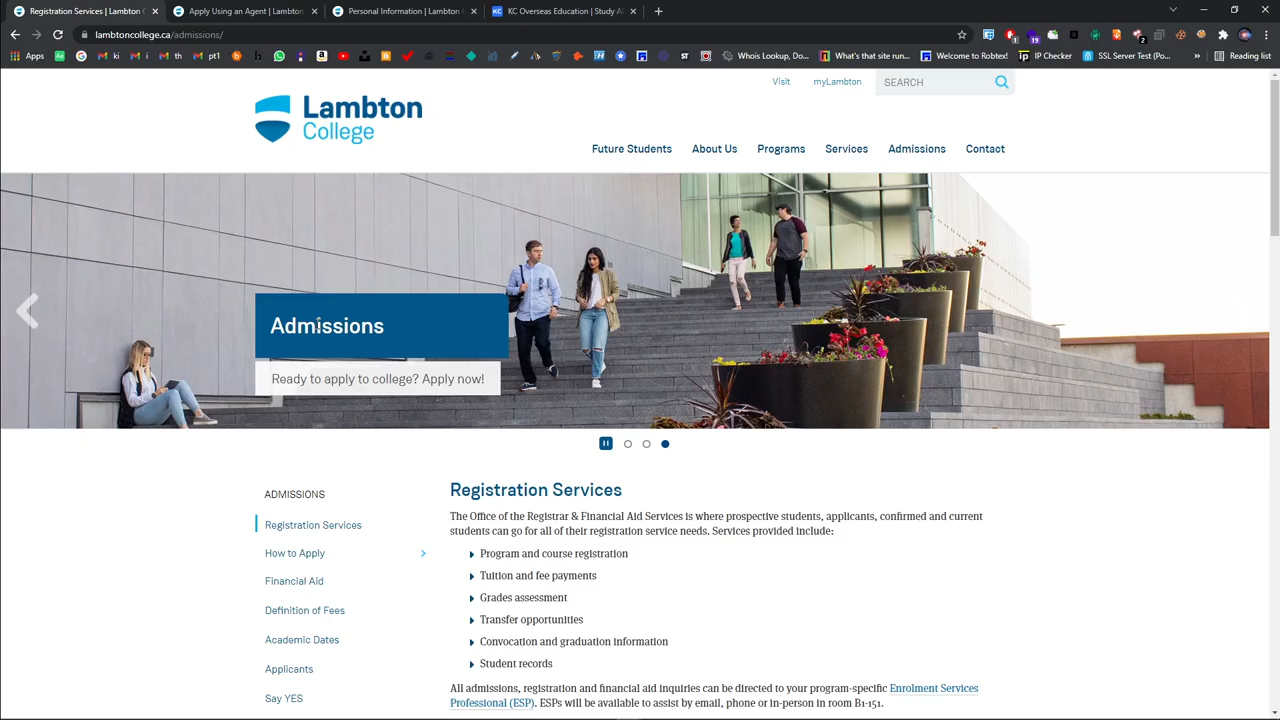 Registration Services | Lambton C
Apply Using an Agent | Lambton C
Personal Information | Lambton C
KC Overseas Education | Study A
lambtoncollege.ca/admissions/
Apps
ki
i
th
pt1
Whois Lookup, Do...
What's that site run...
Welcome to Robtex!
IP Checker
SSL Server Test (Po...
Reading list
Visit
myLambton
SEARCH
Lambton
College
Future Students
About Us
Programs
Services
Admissions
Contact
Admissions
Ready to apply to college? Apply now!
ADMISSIONS
Registration Services
How to Apply
Financial Aid
Definition of Fees
Academic Dates
Applicants
Say YES
Registration Services
The Office of the Registrar & Financial Aid Services is where prospective students, applicants, confirmed and current
students can go for all of their registration service needs. Services provided include:
Program and course registration
Tuition and fee payments
Grades assessment
Transfer opportunities
Convocation and graduation information
Student records
All admissions, registration and financial aid inquiries can be directed to your program-specific Enrolment Services
Professional (ESP). ESPs will be available to assist by email, phone or in-person in room B1-151.